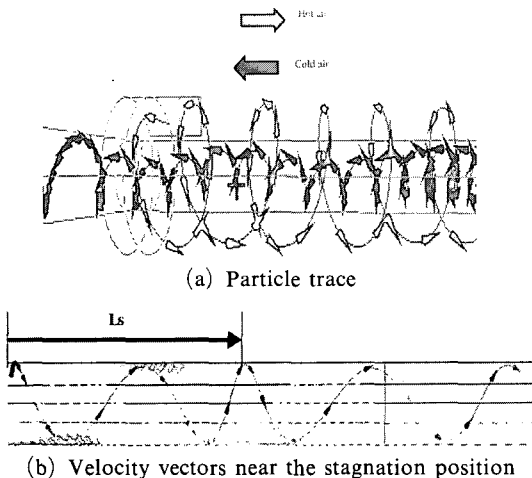 Hot air
Cold air
(a) Particle trace
Ls
(b) Velocity vectors near the stagnation position